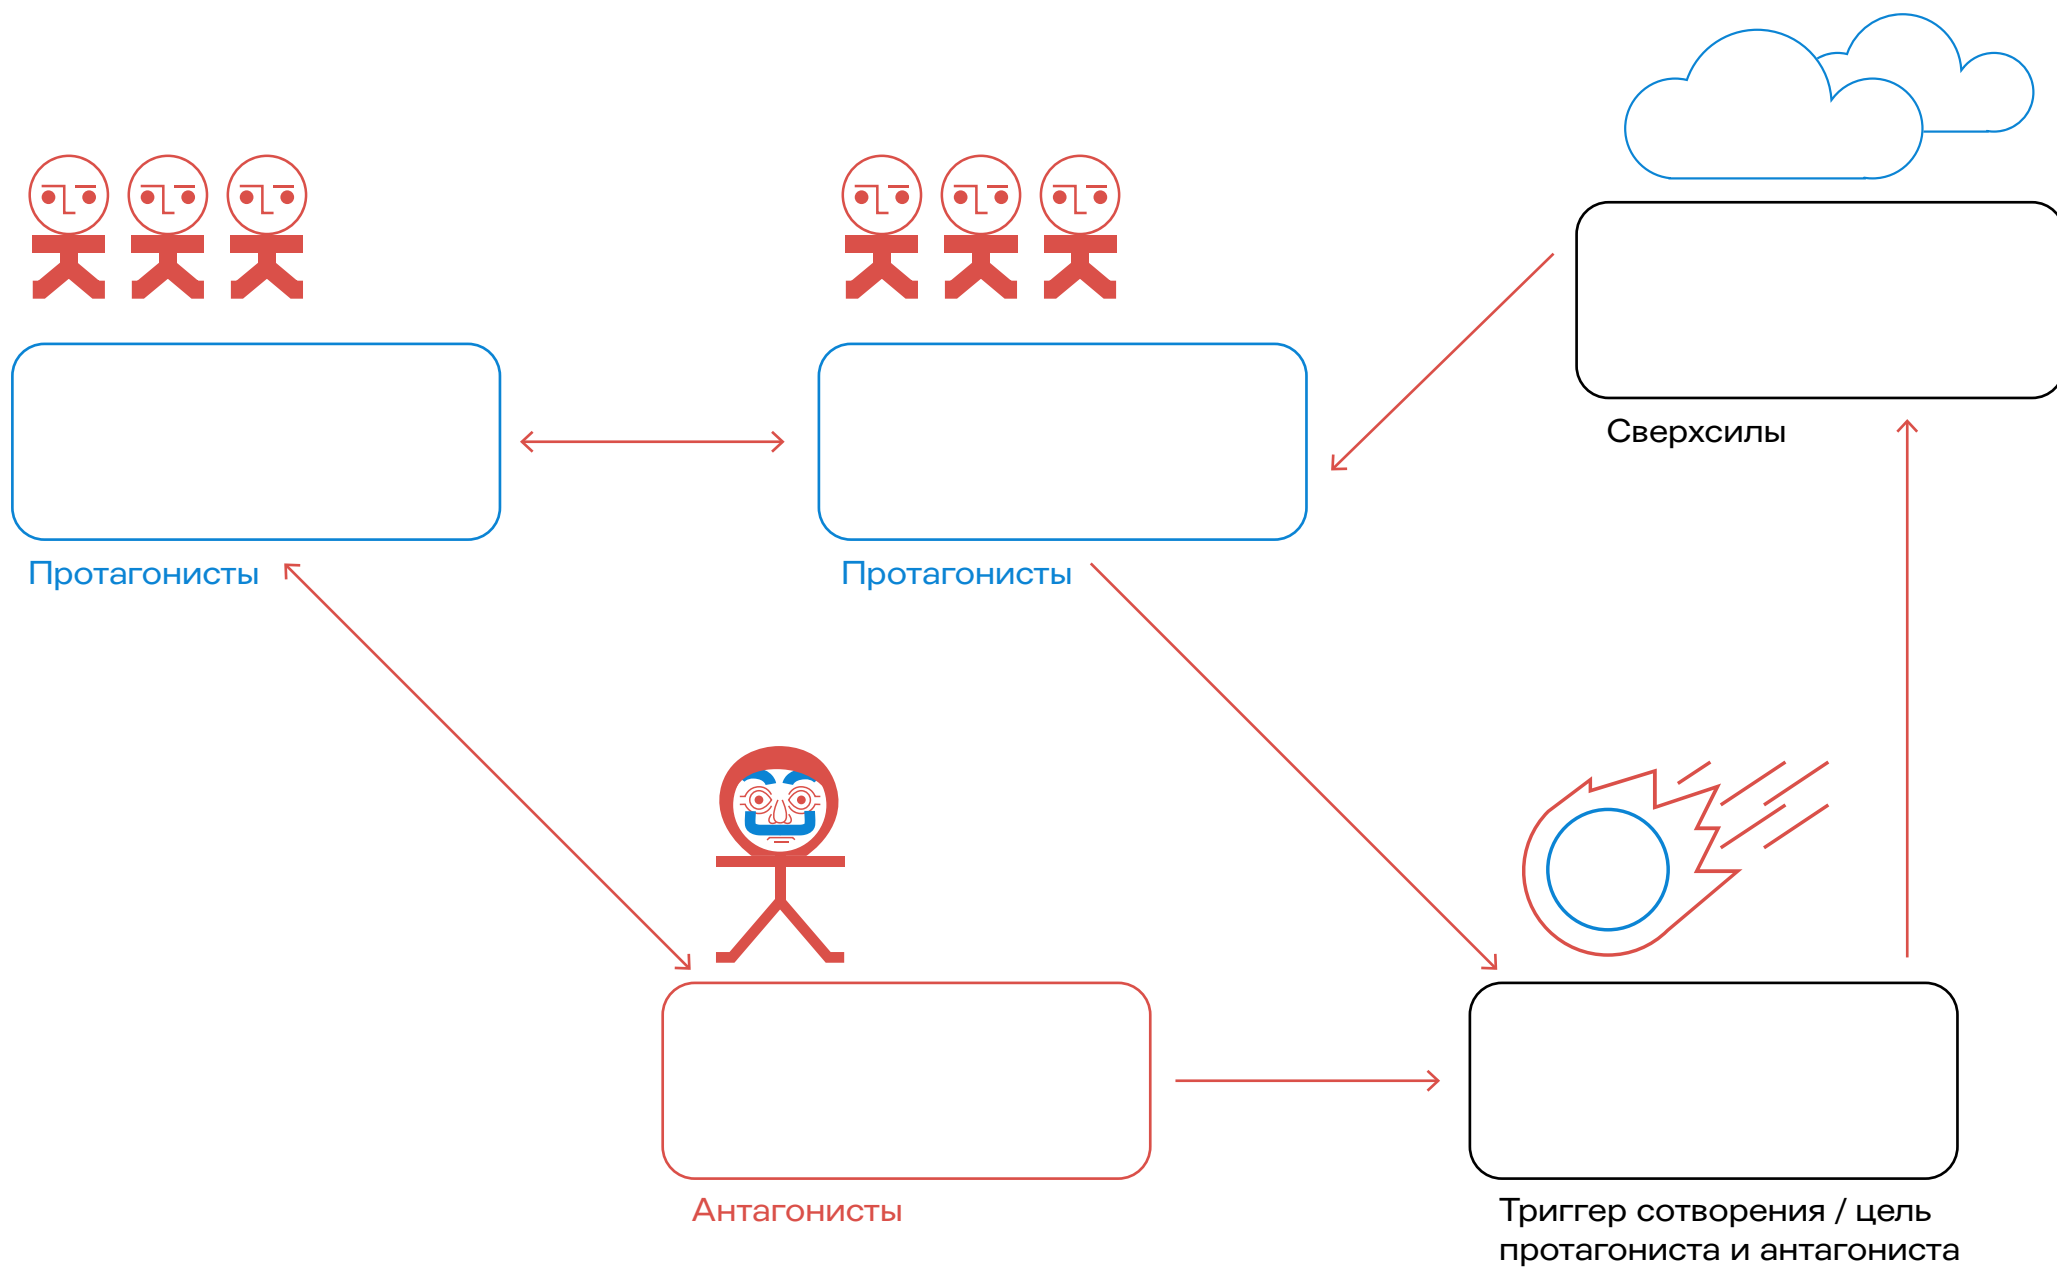 Сверхсилы
Протагонисты
Протагонисты
Антагонисты
Триггер сотворения / цель
протагониста и антагониста